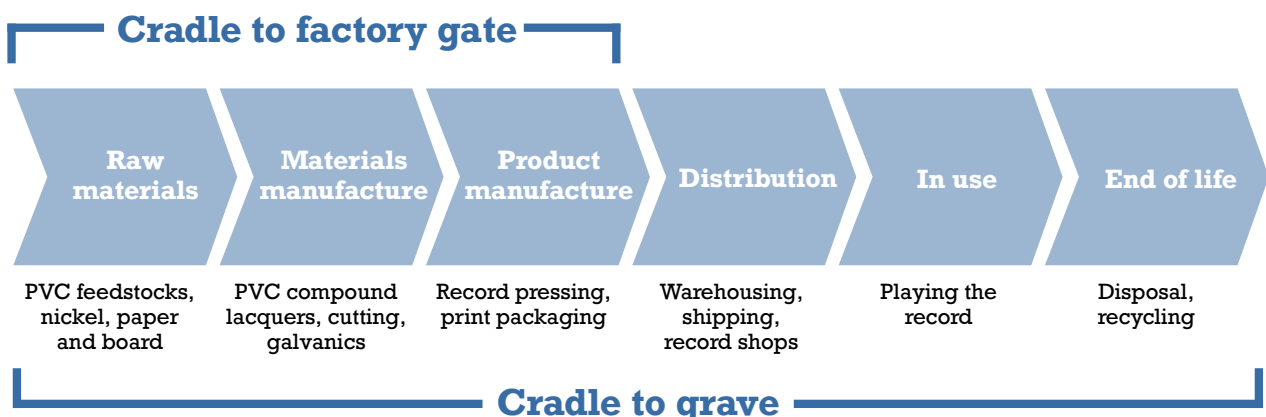 Cradle to factory gate
Raw
materials
Materials
manufacture
Product
manufacture
Distribution
In use
End of life
PVC feedstocks,
nickel, paper
and board
PVC compound
lacquers, cutting,
galvanics
Record pressing,
print packaging
Warehousing,
shipping,
record shops
Playing the
record
Disposal,
recycling
Cradle to grave